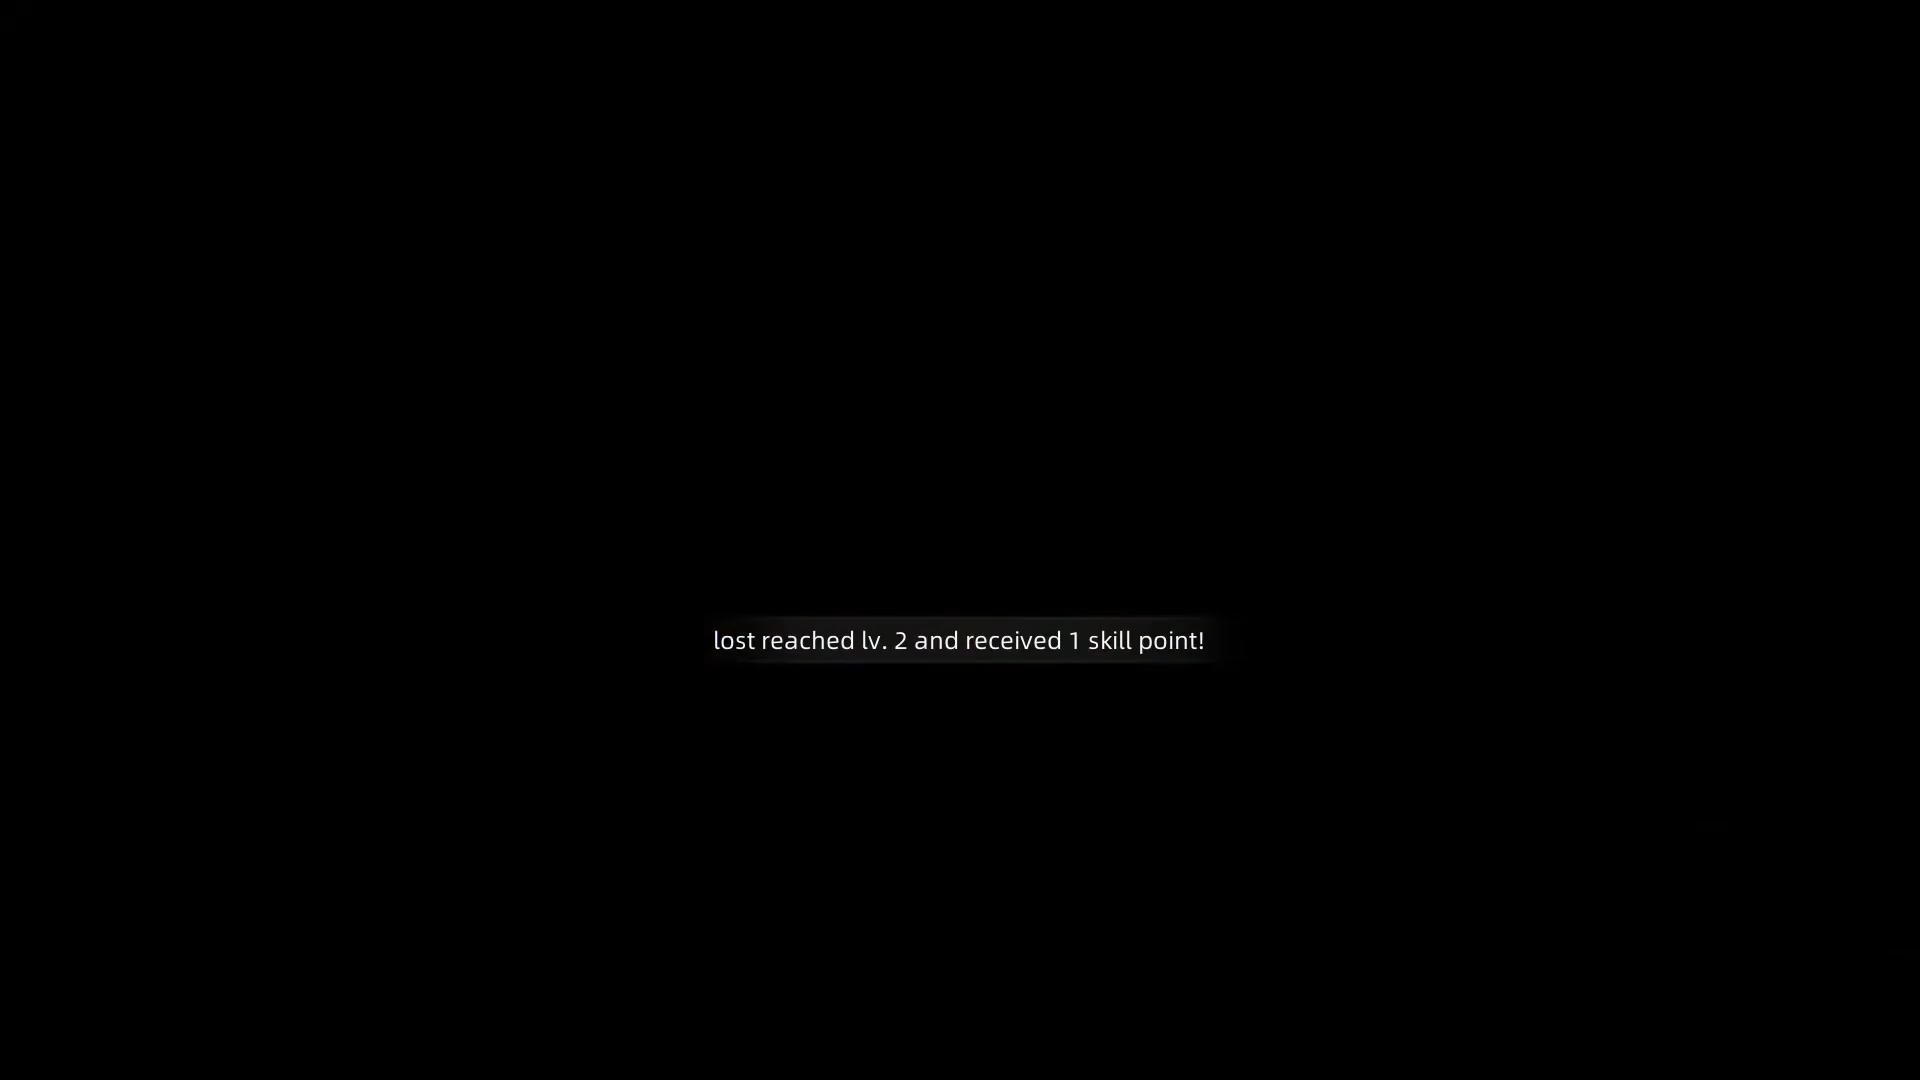 lost reached lv. 2 and received 1 skill point!